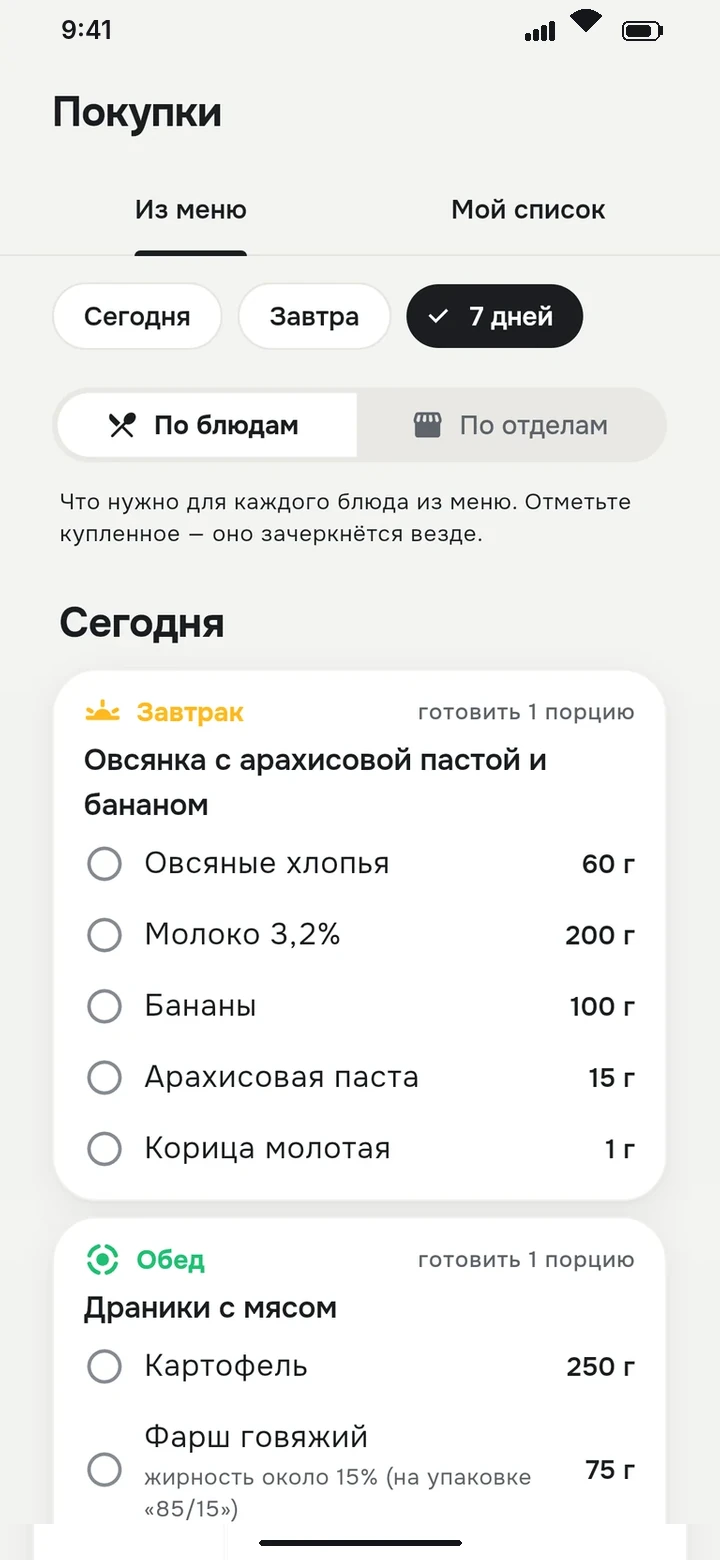 9:41
Покупки
Из меню
Мой список
Сегодня
Завтра
7 дней
По блюдам
По отделам
Что нужно для каждого блюда из меню. Отметьте
купленное — оно зачеркнётся везде.
Сегодня
Завтрак
готовить 1 порцию
Овсянка с арахисовой пастой и
бананом
Овсяные хлопья 60 г
Молоко 3,2% 200 г
Бананы 100 г
Арахисовая паста 15 г
Корица молотая 1 г
Обед
готовить 1 порцию
Драники с мясом
Картофель 250 г
Фарш говяжий
жирность около 15% (на упаковке
«85/15»)
75 г